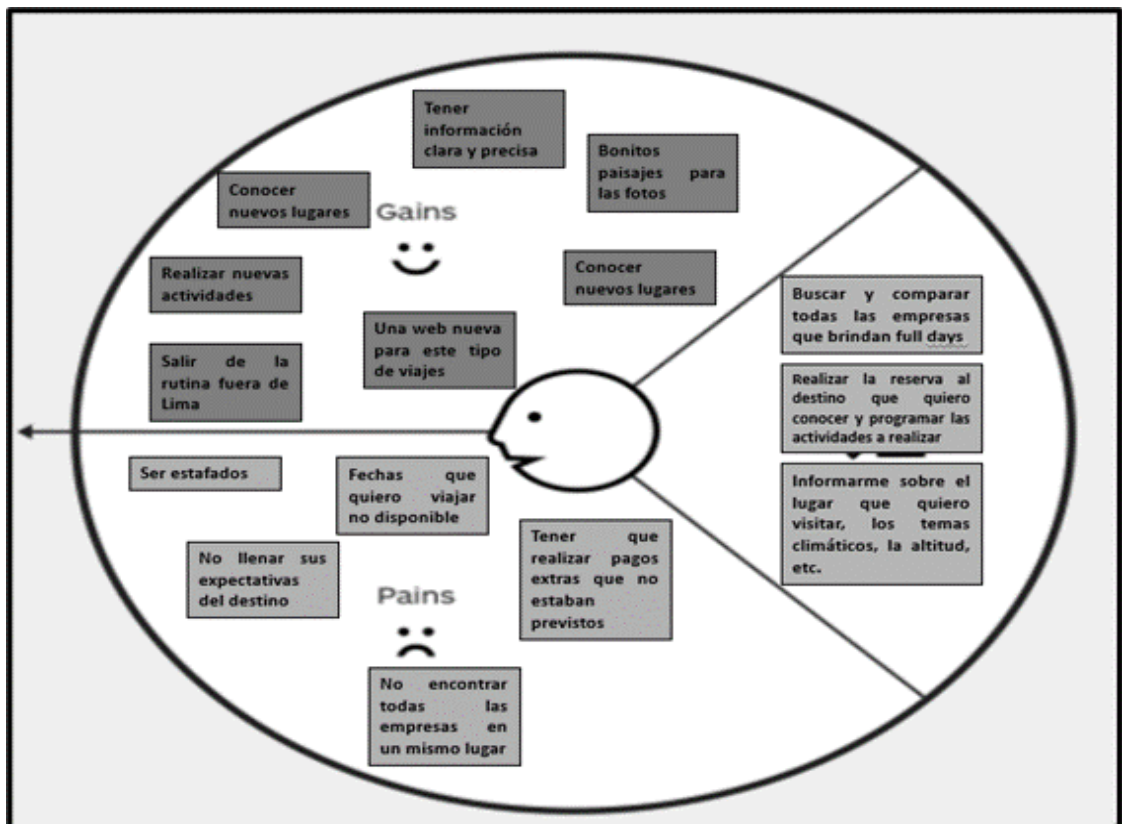 Tener
información
clara y precisa
Bonitos
paisajes para
las fotos
Conocer
nuevos lugares
Gains
Realizar nuevas
actividades
Conocer
nuevos lugares
Una web nueva
para este tipo
de viajes
Salir de la
rutina fuera de
Lima
Buscar y comparar
todas las empresas
que brindan full days
Realizar la reserva al
destino que quiero
conocer y programar las
actividades a realizar
Informarme sobre el
lugar que quiero
visitar, los temas
climáticos, la altitud,
etc.
Ser estafados
Fechas que
quiero viajar
no disponible
No llenar sus
expectativas
del destino
Tener que
realizar pagos
extras que no
estaban
previstos
Pains
No encontrar
todas las
empresas en
un mismo lugar